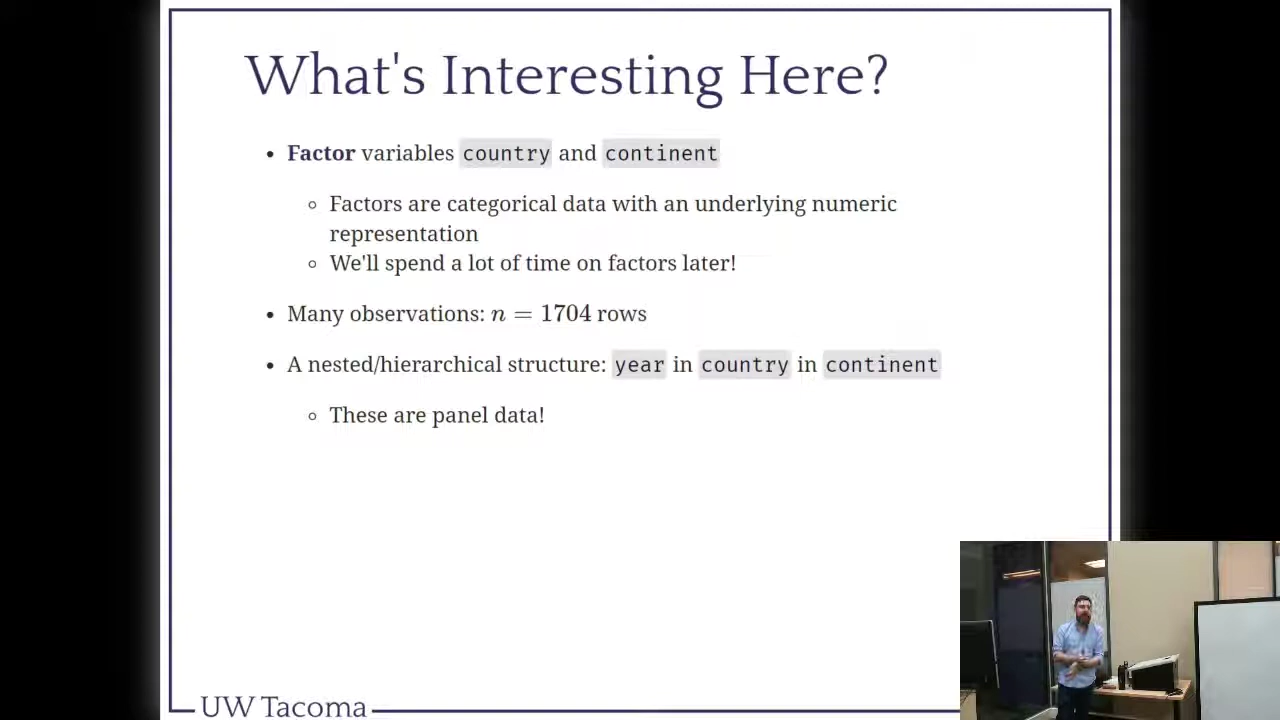 What's Interesting Here?
• Factor variables country and continent
◦ Factors are categorical data with an underlying numeric
representation
◦ We'll spend a lot of time on factors later!
• Many observations: n = 1704 rows
• A nested/hierarchical structure: year in country in continent
◦ These are panel data!
UW Tacoma